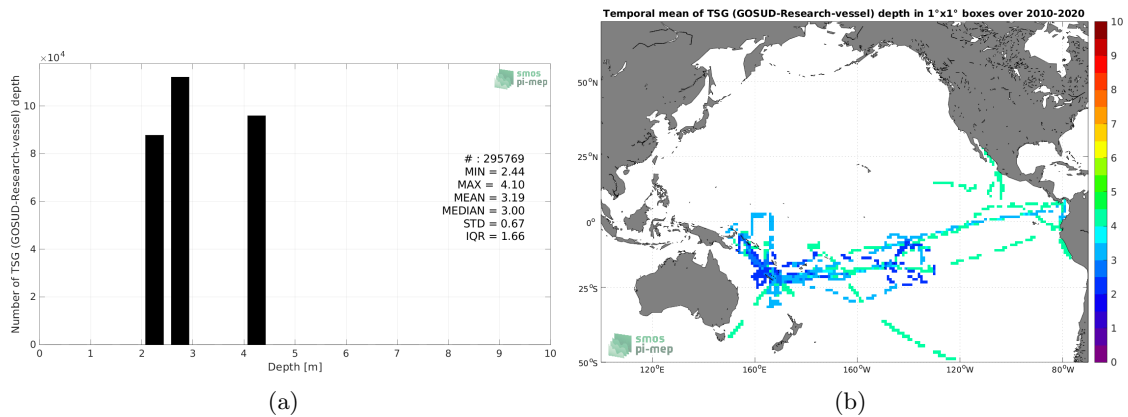 ×10⁴
Number of TSG (GOSUD-Research-vessel) depth
10
8
6
4
2
0
0 1 2 3 4 5 6 7 8 9 10
Depth [m]
smos
pi-mep
# : 295769
MIN = 2.44
MAX = 4.10
MEAN = 3.19
MEDIAN = 3.00
STD = 0.67
IQR = 1.66
(a)
Temporal mean of TSG (GOSUD-Research-vessel) depth in 1°x1° boxes over 2010-2020
50°N
25°N
0°
25°S
50°S
120°E 160°E 160°W 120°W 80°W
smos
pi-mep
10
9
8
7
6
5
4
3
2
1
0
(b)